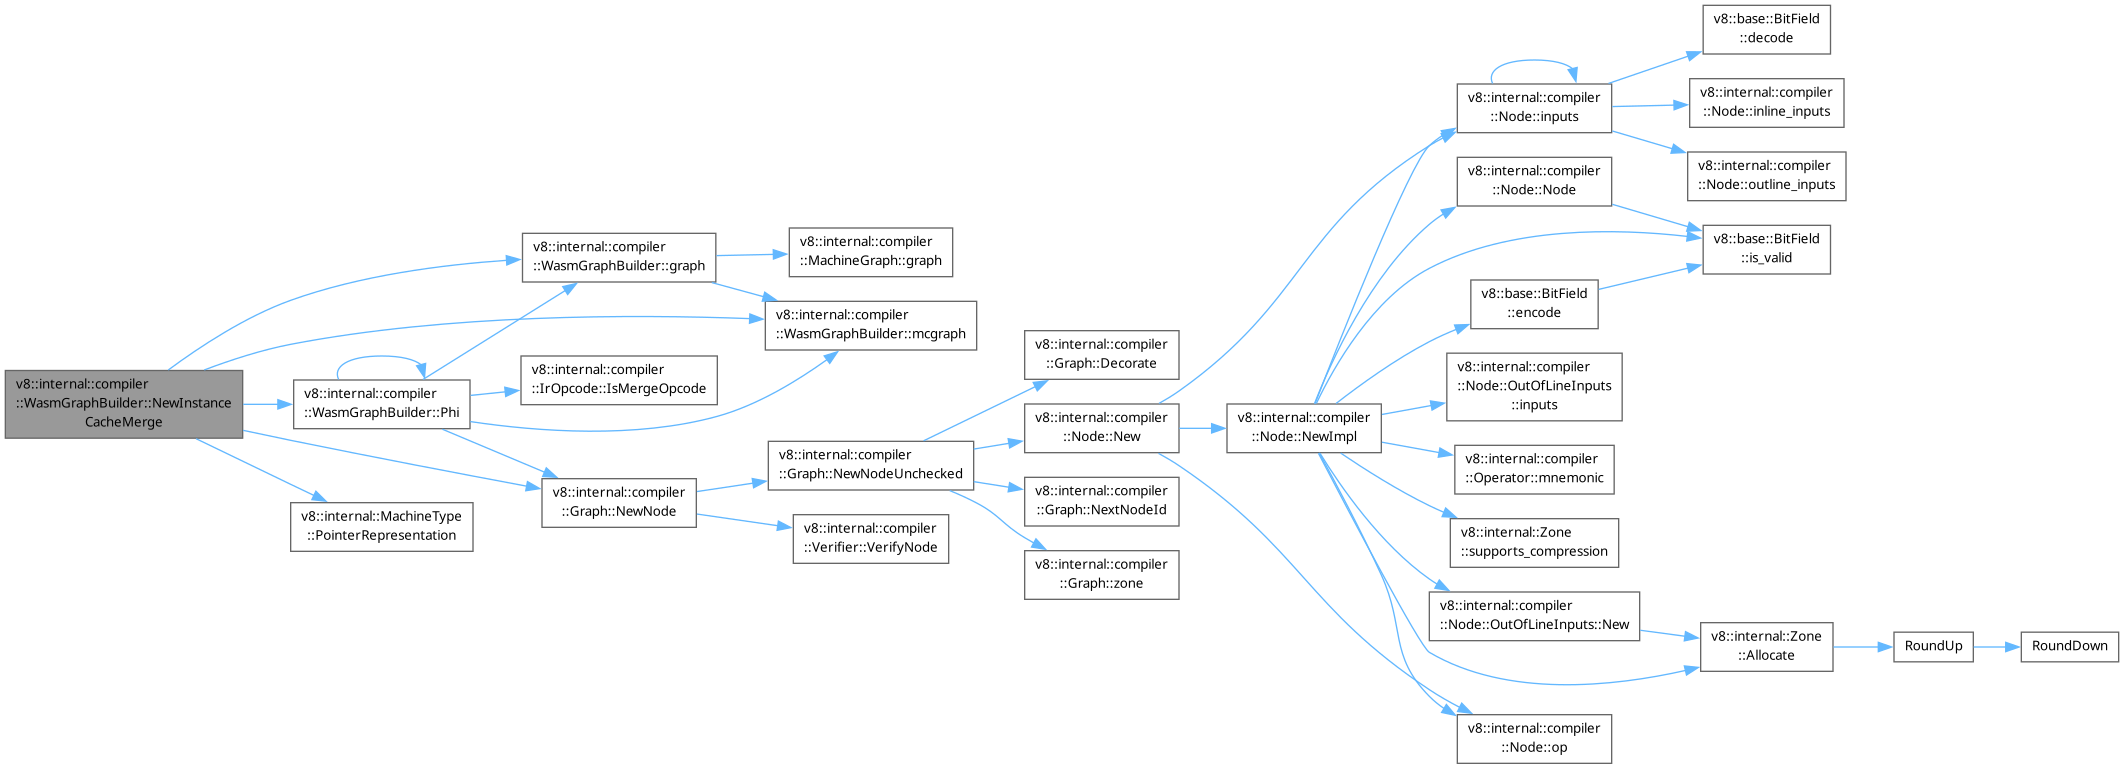 v8::internal::compiler
::WasmGraphBuilder::NewInstance
CacheMerge
v8::internal::compiler
::WasmGraphBuilder::graph
v8::internal::compiler
::MachineGraph::graph
v8::internal::compiler
::WasmGraphBuilder::mcgraph
v8::internal::compiler
::WasmGraphBuilder::Phi
v8::internal::compiler
::IrOpcode::IsMergeOpcode
v8::internal::compiler
::Graph::NewNode
v8::internal::MachineType
::PointerRepresentation
v8::internal::compiler
::Graph::NewNodeUnchecked
v8::internal::compiler
::Verifier::VerifyNode
v8::internal::compiler
::Graph::Decorate
v8::internal::compiler
::Node::New
v8::internal::compiler
::Graph::NextNodeId
v8::internal::compiler
::Graph::zone
v8::internal::compiler
::Node::NewImpl
v8::internal::compiler
::Node::inputs
v8::internal::compiler
::Node::Node
v8::base::BitField
::encode
v8::internal::compiler
::Node::OutOfLineInputs
::inputs
v8::internal::compiler
::Operator::mnemonic
v8::internal::Zone
::supports_compression
v8::internal::compiler
::Node::OutOfLineInputs::New
v8::internal::compiler
::Node::op
v8::base::BitField
::decode
v8::internal::compiler
::Node::inline_inputs
v8::internal::compiler
::Node::outline_inputs
v8::base::BitField
::is_valid
v8::internal::Zone
::Allocate
RoundUp
RoundDown